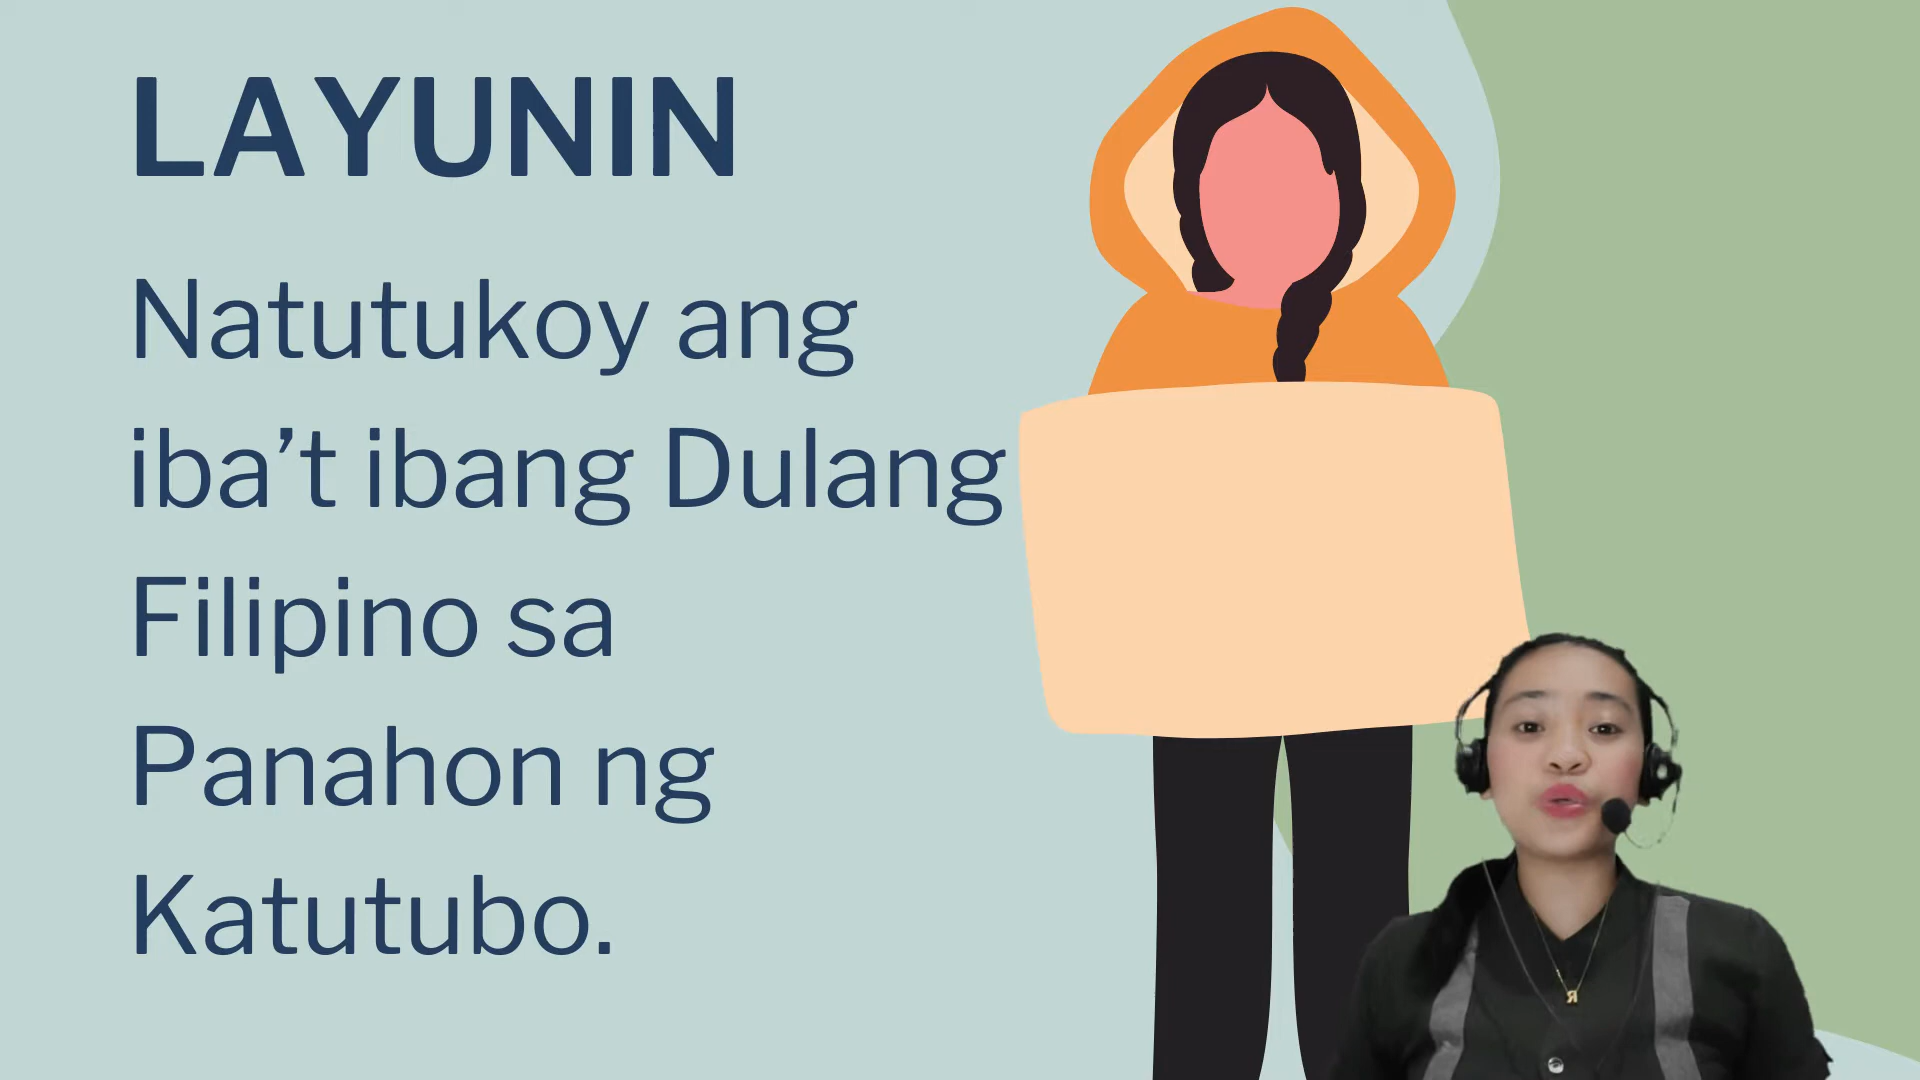 LAYUNIN
Natutukoy ang
iba’t ibang Dulang
Filipino sa
Panahon ng
Katutubo.